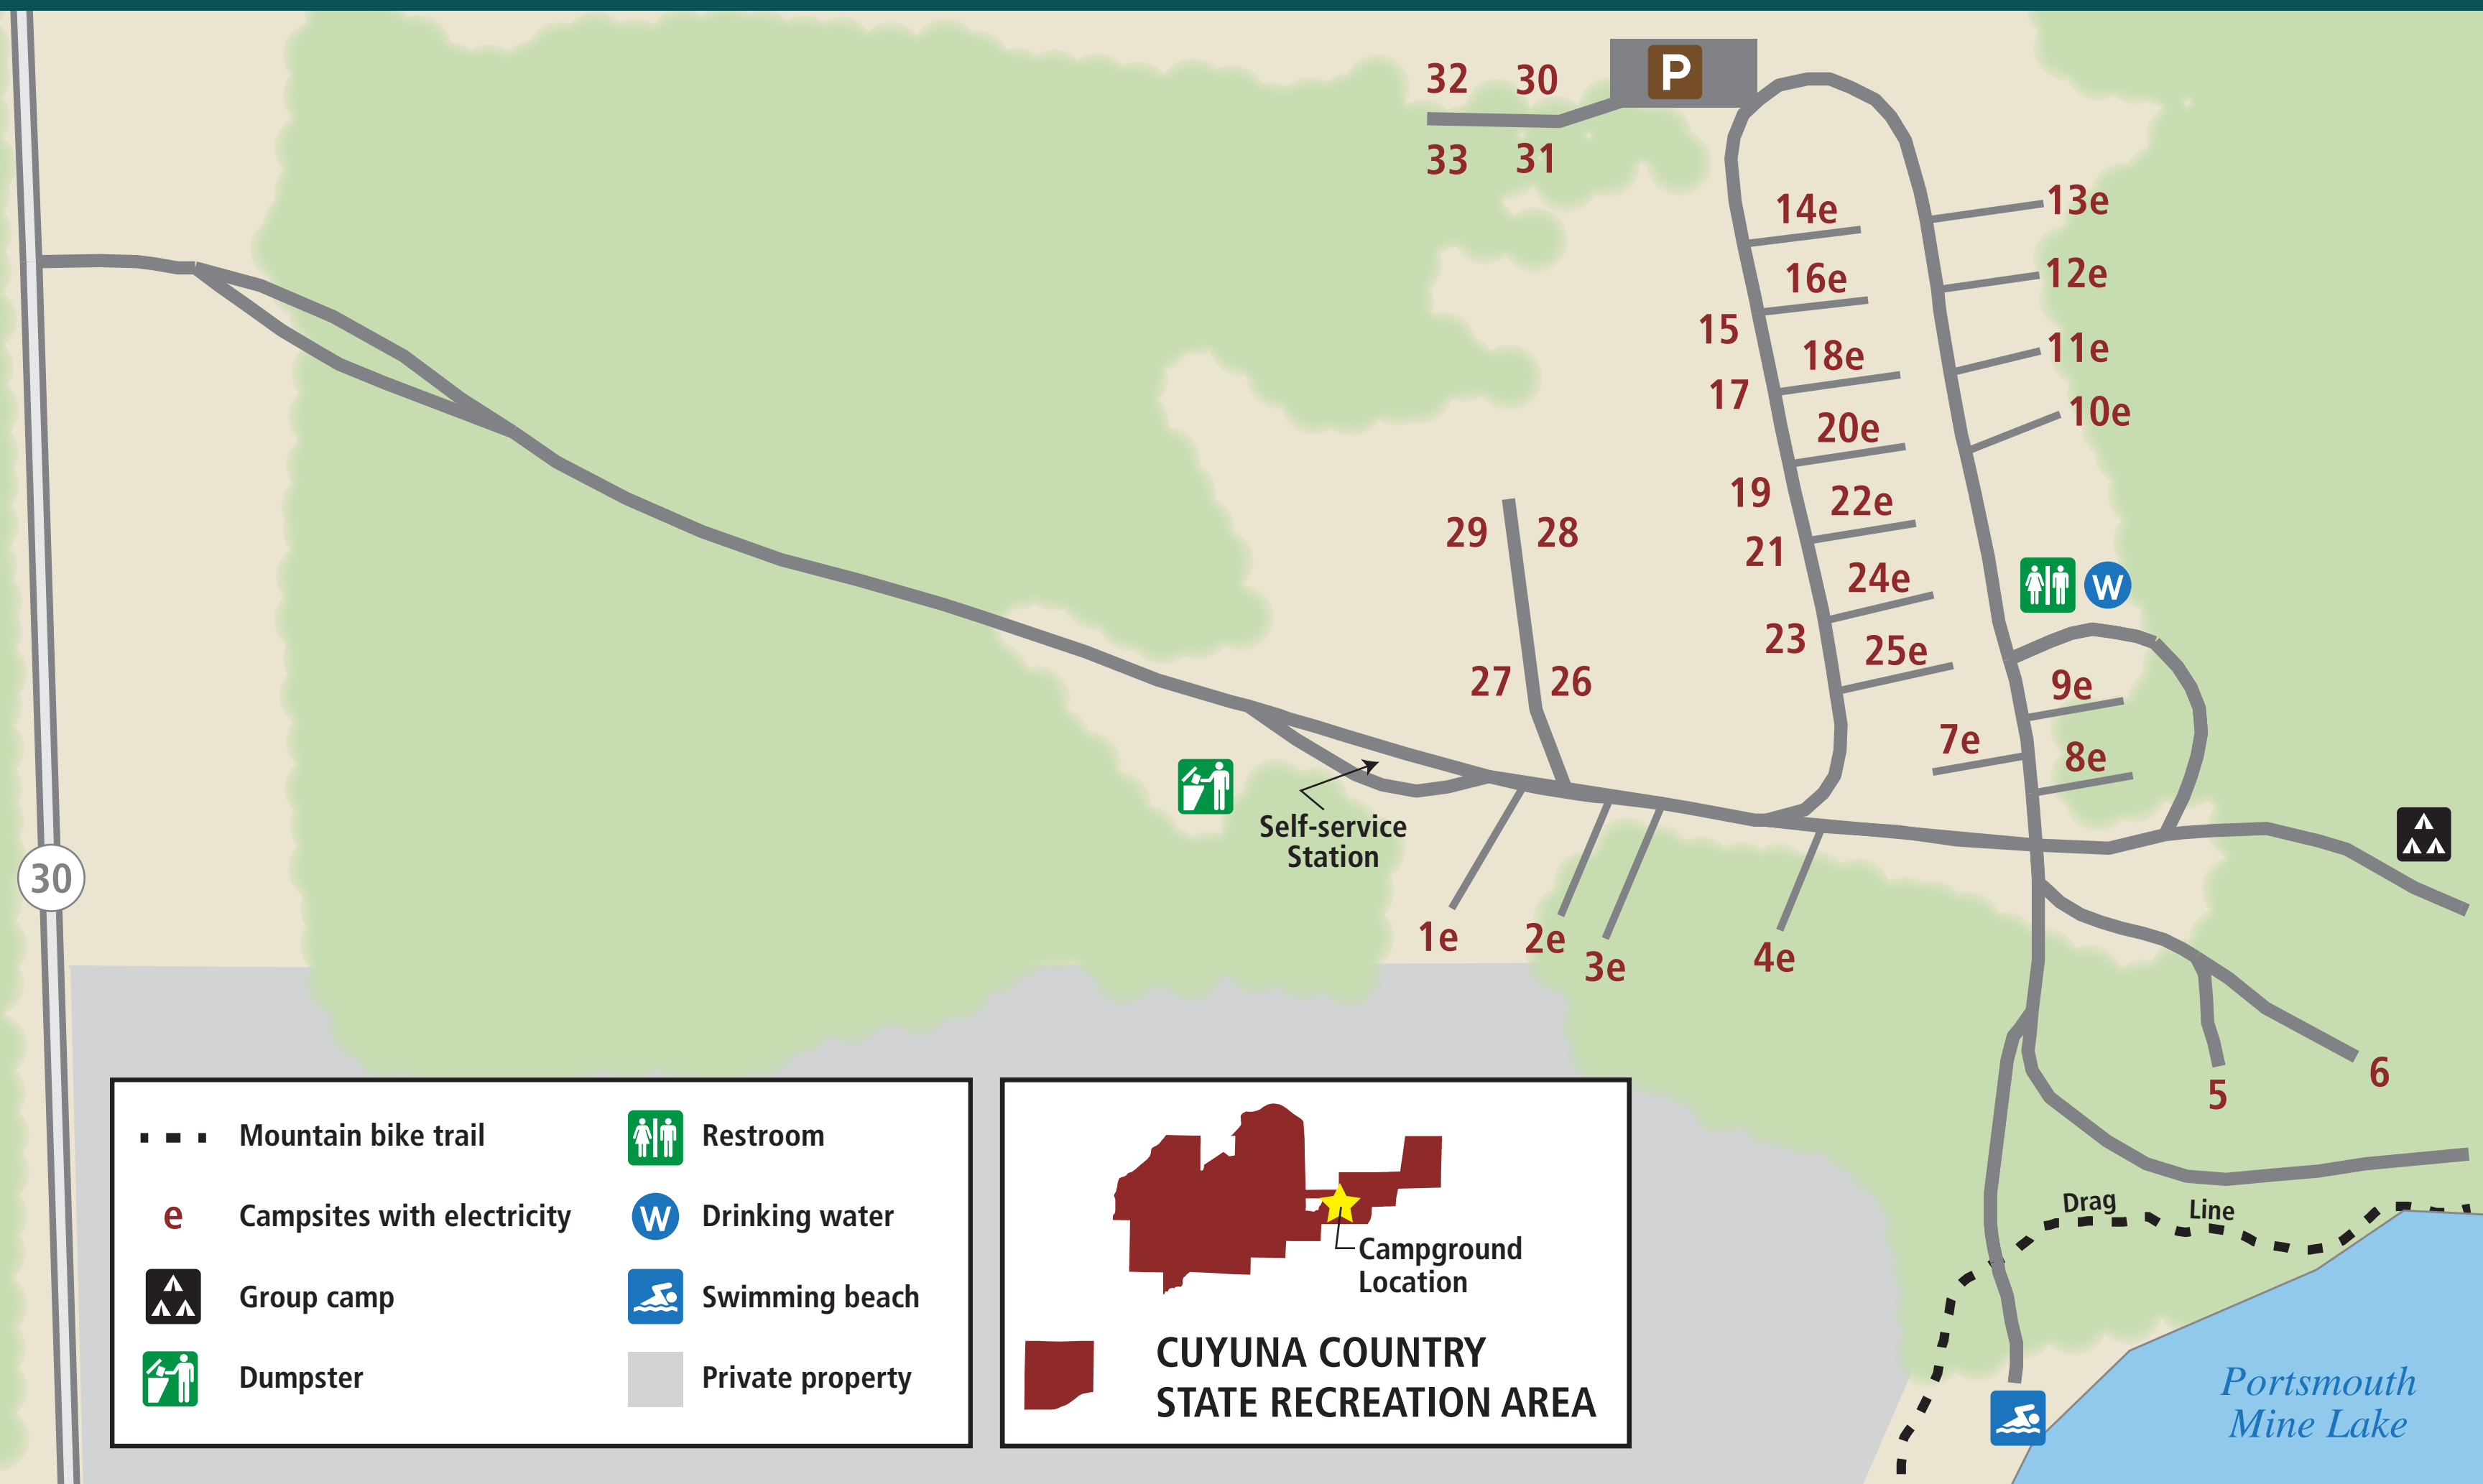 32 30
P
33 31
14e
13e
16e
12e
15
18e
11e
17
20e
10e
19
22e
29 28
21
24e
W
23
25e
27 26
9e
7e
8e
Self-service
Station
30
1e
2e
3e
4e
5
6
Drag Line
Mountain bike trail
e Campsites with electricity
Group camp
Dumpster
Restroom
W Drinking water
Swimming beach
Private property
Campground
Location
CUYUNA COUNTRY
STATE RECREATION AREA
Portsmouth
Mine Lake